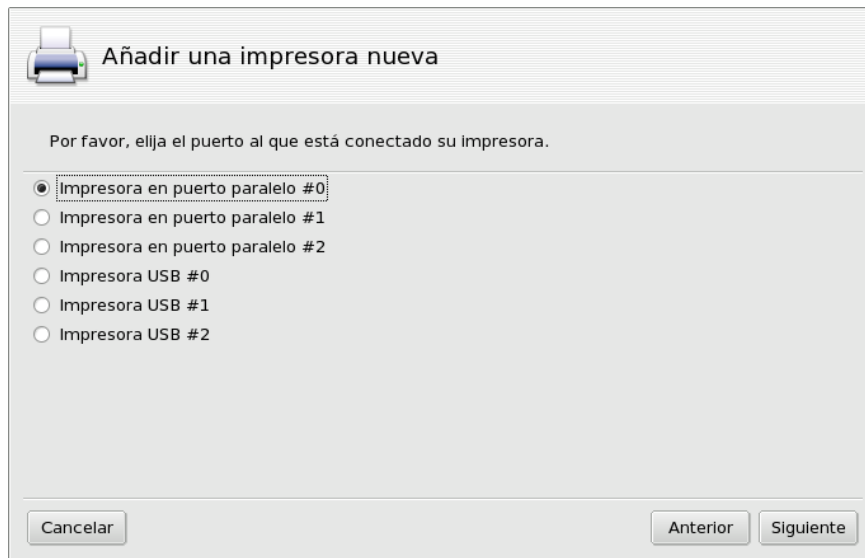 Añadir una impresora nueva
Por favor, elija el puerto al que está conectado su impresora.
Impresora en puerto paralelo #0
Impresora en puerto paralelo #1
Impresora en puerto paralelo #2
Impresora USB #0
Impresora USB #1
Impresora USB #2
Cancelar
Anterior
Siguiente